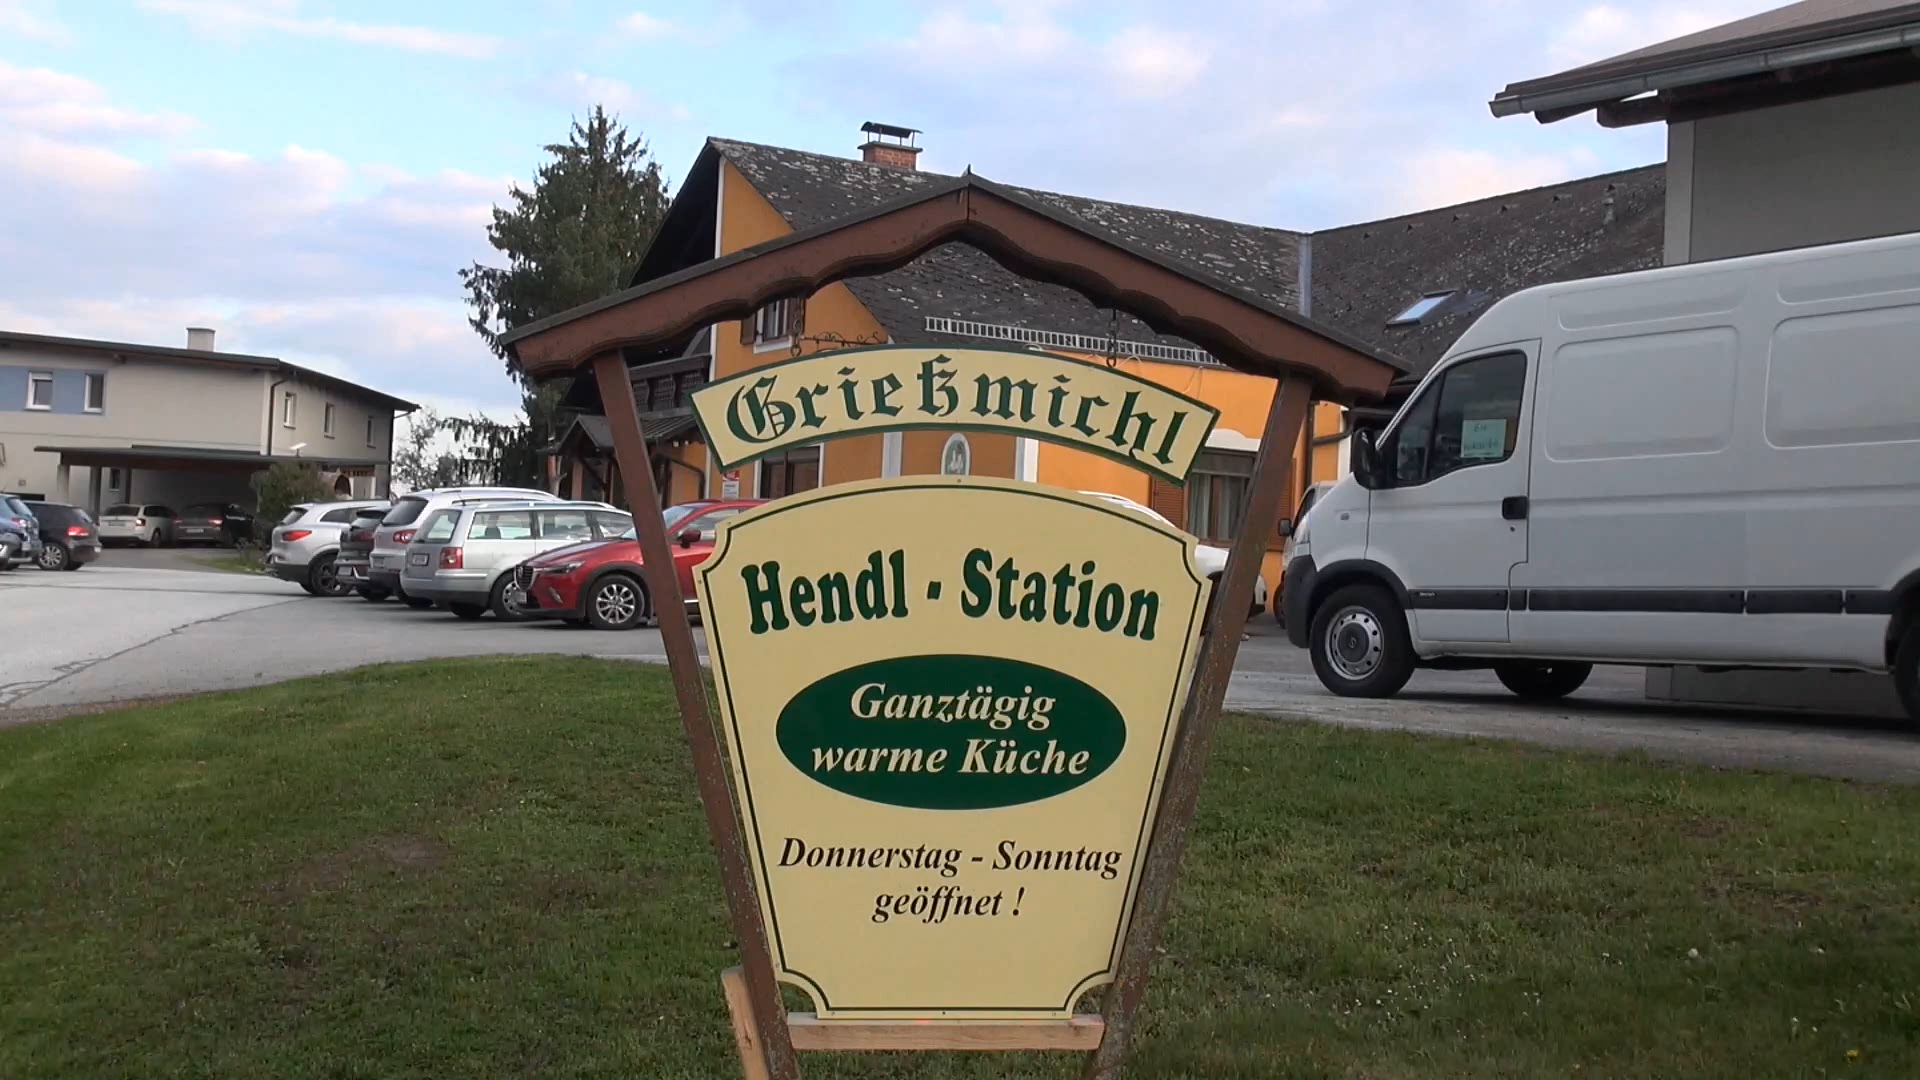 Grießmichl
Hendl - Station
Ganztägig
warme Küche
Donnerstag - Sonntag
geöffnet !